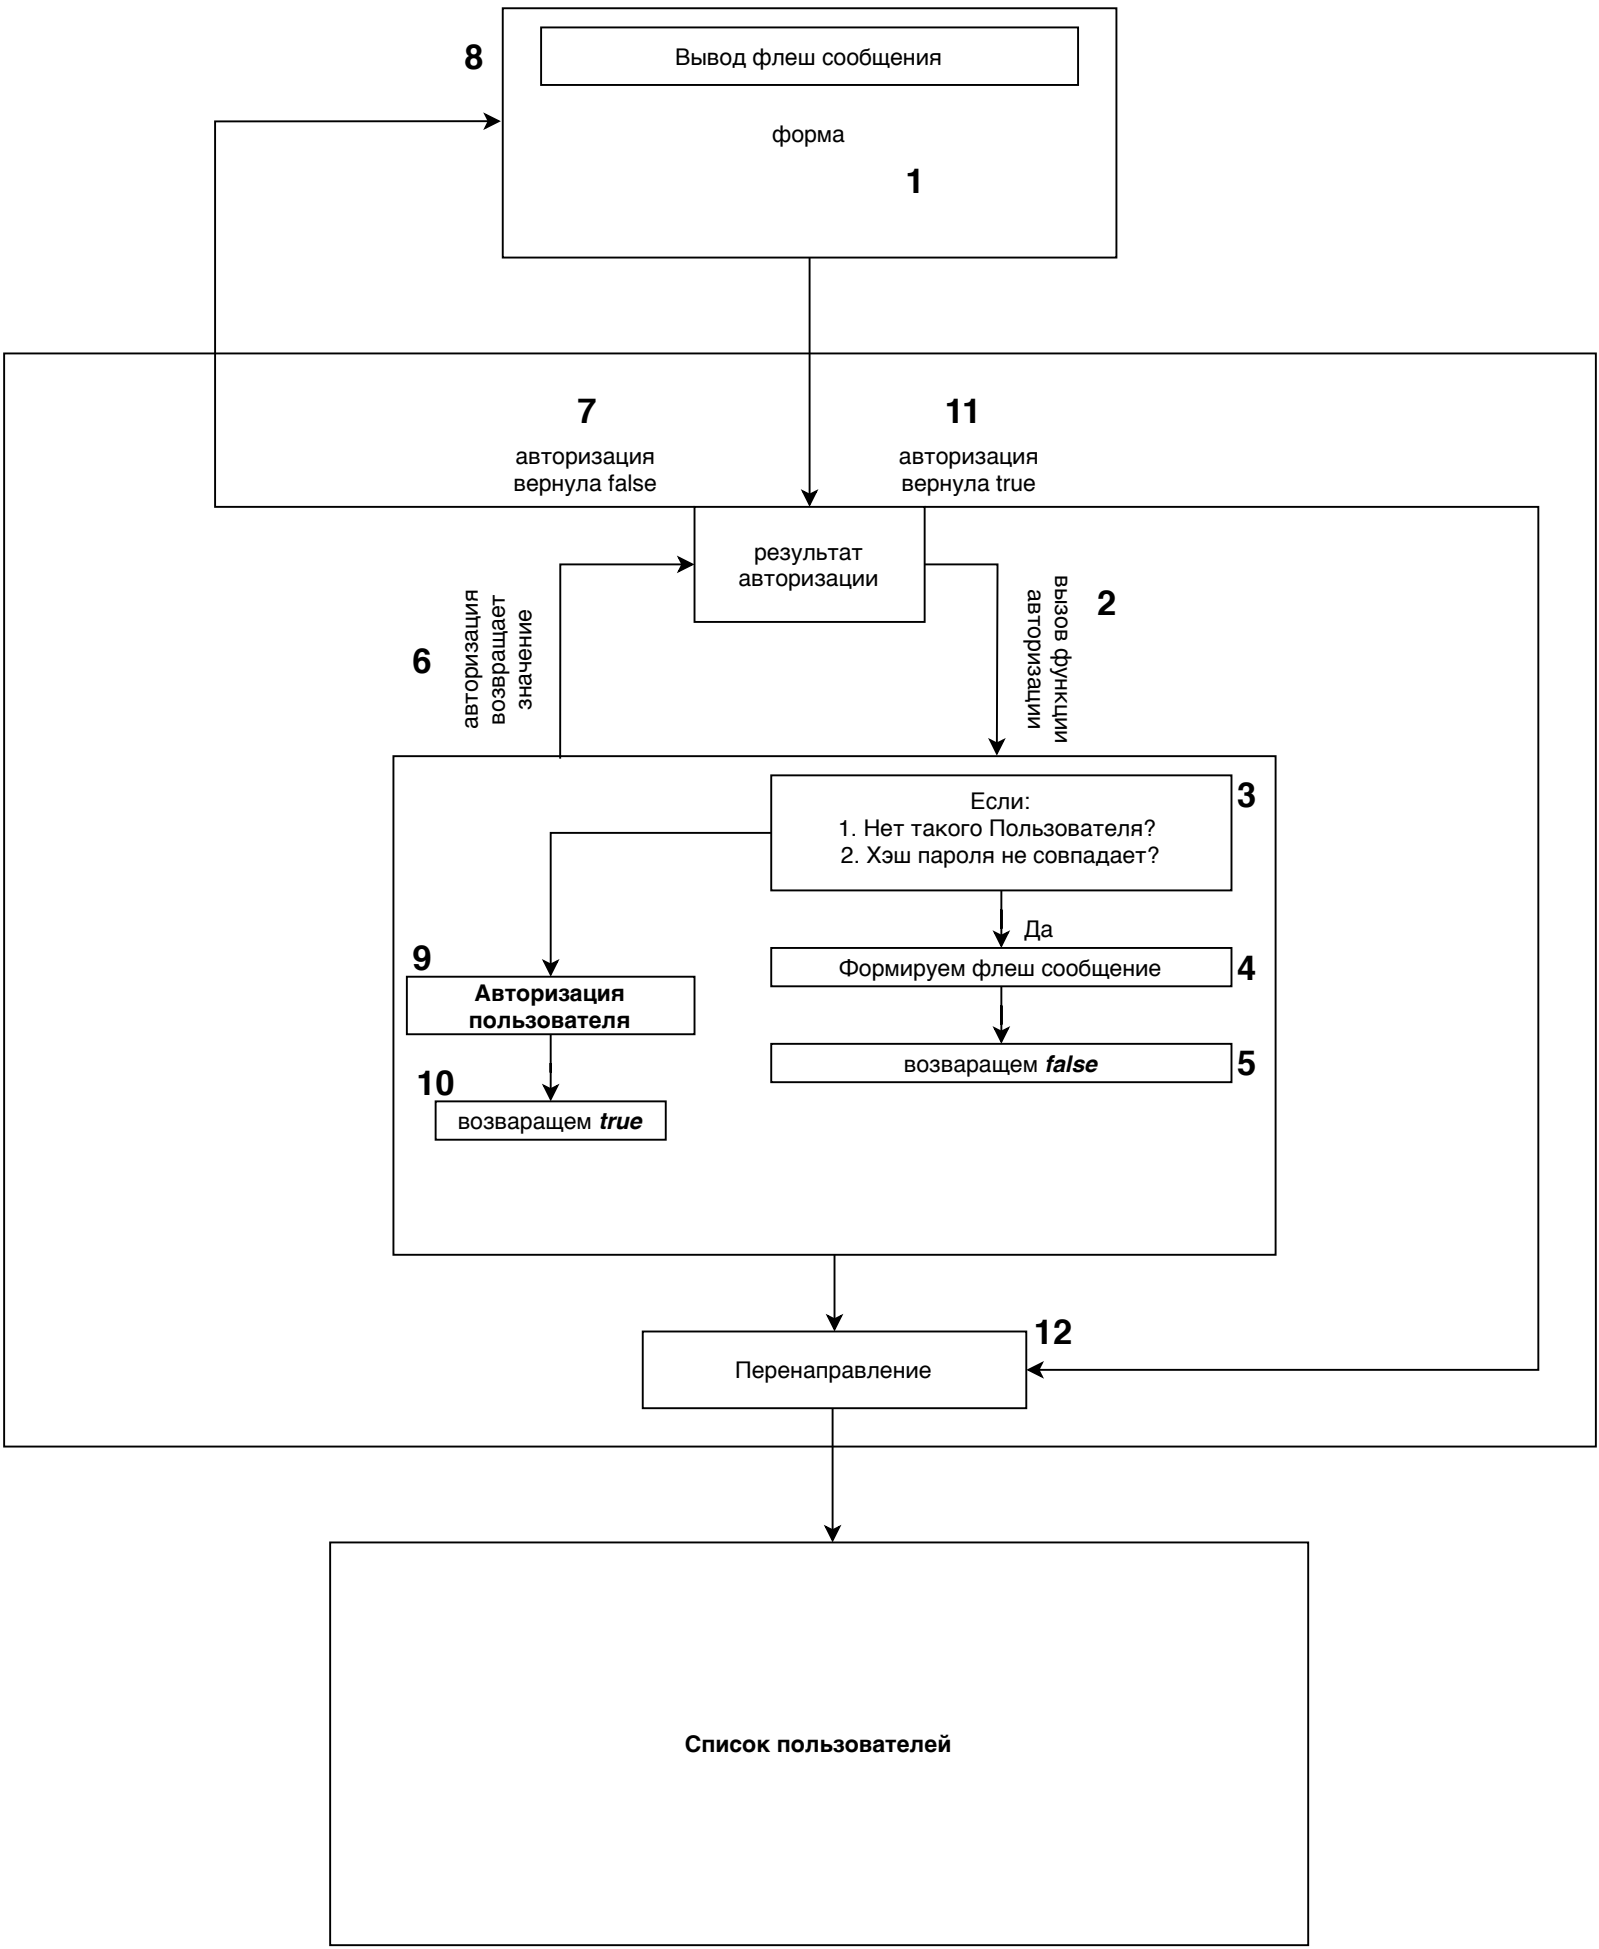 8
Вывод флеш сообщения
форма
1
7
11
авторизация
вернула false
авторизация
вернула true
результат
авторизации
6
авторизация
возвращает
значение
вызов функции
авторизации
2
Если:
1. Нет такого Пользователя?
2. Хэш пароля не совпадает?
3
Да
9
Авторизация
пользователя
Формируем флеш сообщение
4
10
возваращем true
возваращем false
5
12
Перенаправление
Список пользователей